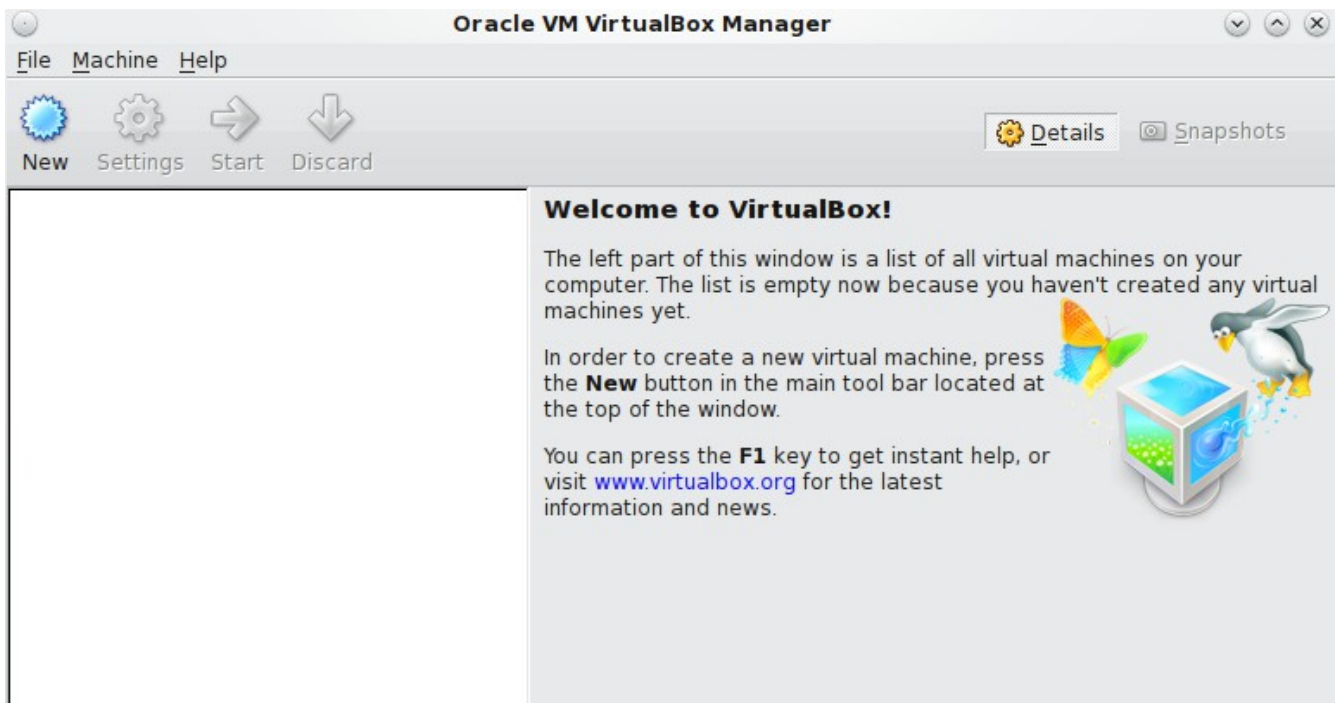 Oracle VM VirtualBox Manager
File Machine Help
New Settings Start Discard
Details Snapshots
Welcome to VirtualBox!
The left part of this window is a list of all virtual machines on your
computer. The list is empty now because you haven't created any virtual
machines yet.
In order to create a new virtual machine, press
the New button in the main tool bar located at
the top of the window.
You can press the F1 key to get instant help, or
visit www.virtualbox.org for the latest
information and news.